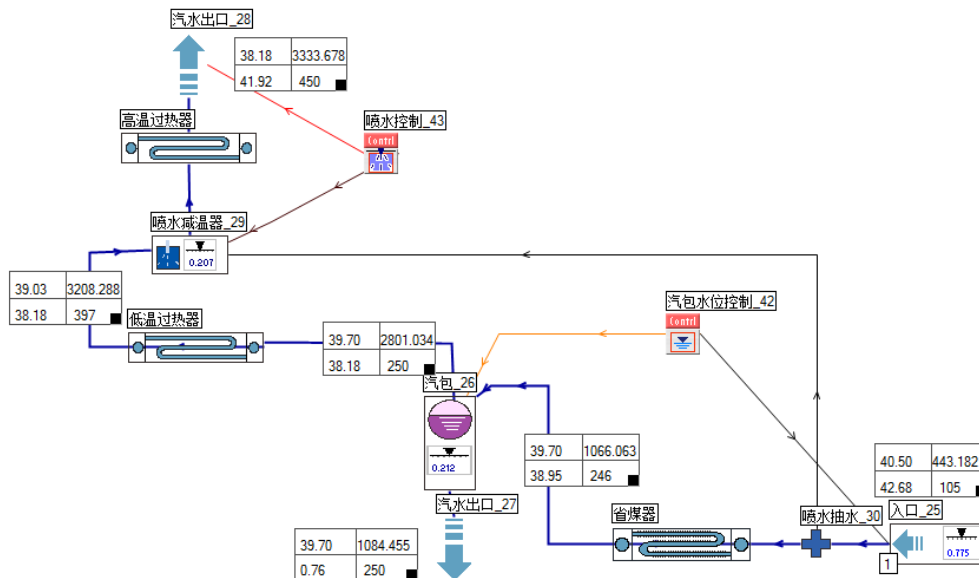 汽水出口_28
38.18 3333.678
41.92 450
高温过热器
Contrl
喷水控制_43
喷水减温器_29
0.207
39.03 3208.288
38.18 397
低温过热器
39.70 2801.034
38.18 250
汽包水位控制_42
Contrl
汽包_26
0.212
39.70 1066.063
38.95 246
40.50 443.182
42.68 105
汽水出口_27
省煤器
喷水抽水_30
入口_25
0.775
1
39.70 1084.455
0.76 250